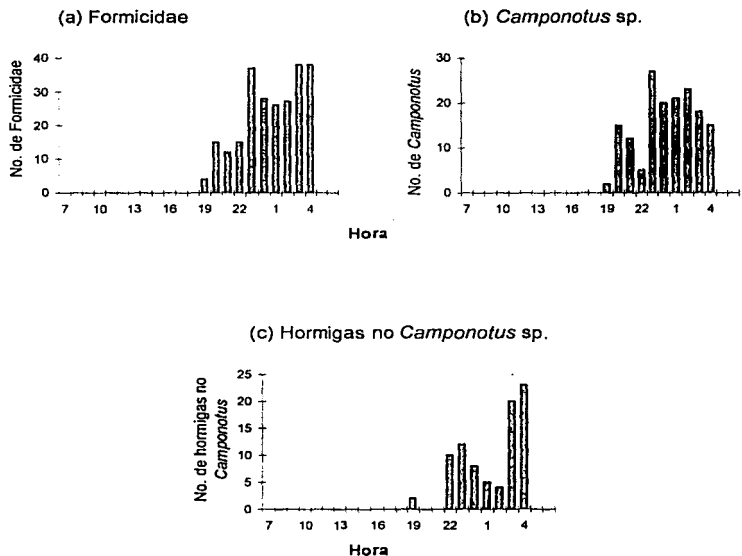 (a) Formicidae
No. de Formicidae
40
30
20
10
0
7 10 13 16 19 22 1 4
Hora
(b) Camponotus sp.
No. de Camponotus
30
20
10
0
7 10 13 16 19 22 1 4
Hora
(c) Hormigas no Camponotus sp.
No. de hormigas no
Camponotus
25
20
15
10
5
0
7 10 13 16 19 22 1 4
Hora